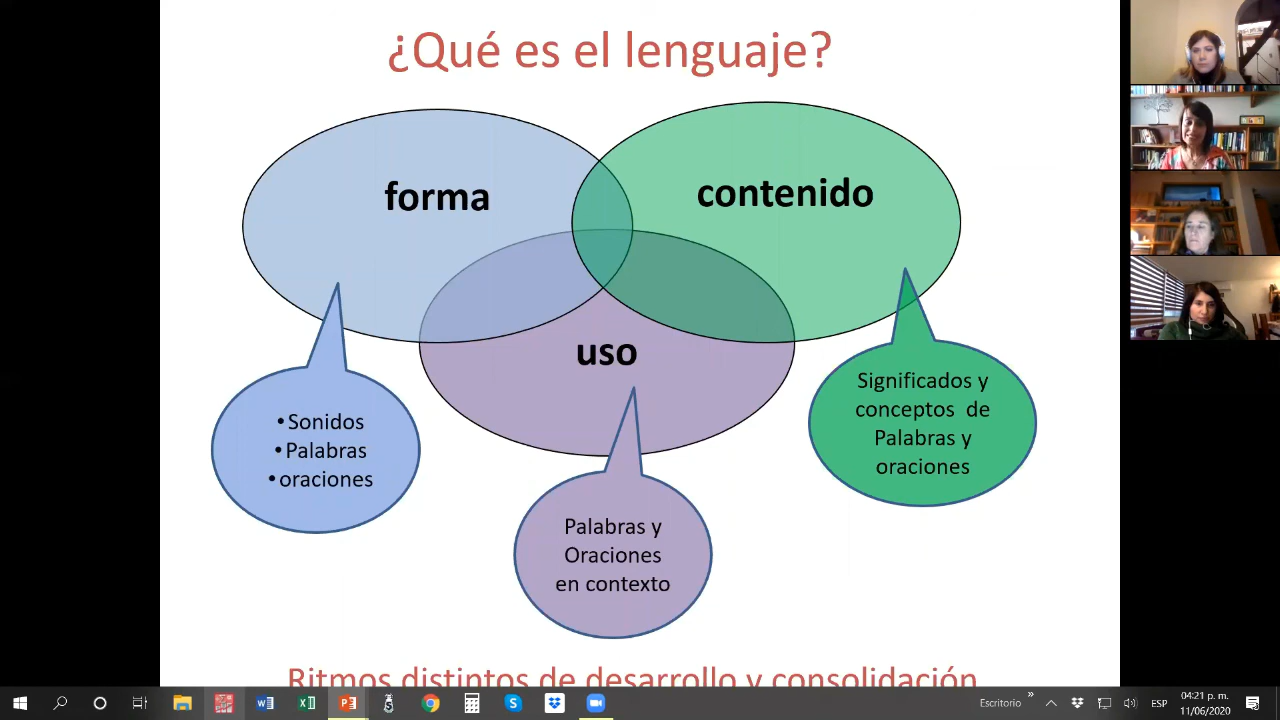 ¿Qué es el lenguaje?
forma
contenido
uso
•Sonidos
•Palabras
•oraciones
Palabras y
Oraciones
en contexto
Significados y
conceptos de
Palabras y
oraciones
Ritmos distintos de desarrollo y consolidación
Escritorio
»
ESP
04:21 p. m.
11/06/2020